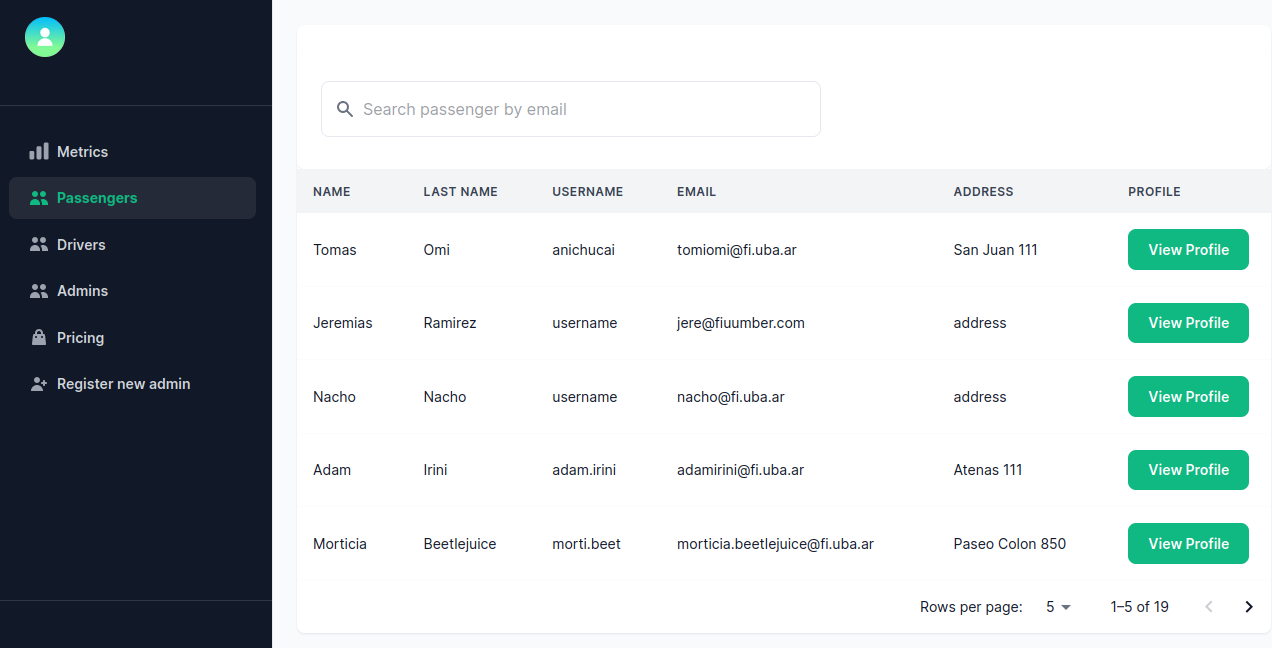 Metrics
Passengers
Drivers
Admins
Pricing
Register new admin
Search passenger by email
NAME LAST NAME USERNAME EMAIL ADDRESS PROFILE
Tomas Omi anichucai tomiomi@fi.uba.ar San Juan 111 View Profile
Jeremias Ramirez username jere@fiuumber.com address View Profile
Nacho Nacho username nacho@fi.uba.ar address View Profile
Adam Irini adam.irini adamirini@fi.uba.ar Atenas 111 View Profile
Morticia Beetlejuice morti.beet morticia.beetlejuice@fi.uba.ar Paseo Colon 850 View Profile
Rows per page: 5 1–5 of 19